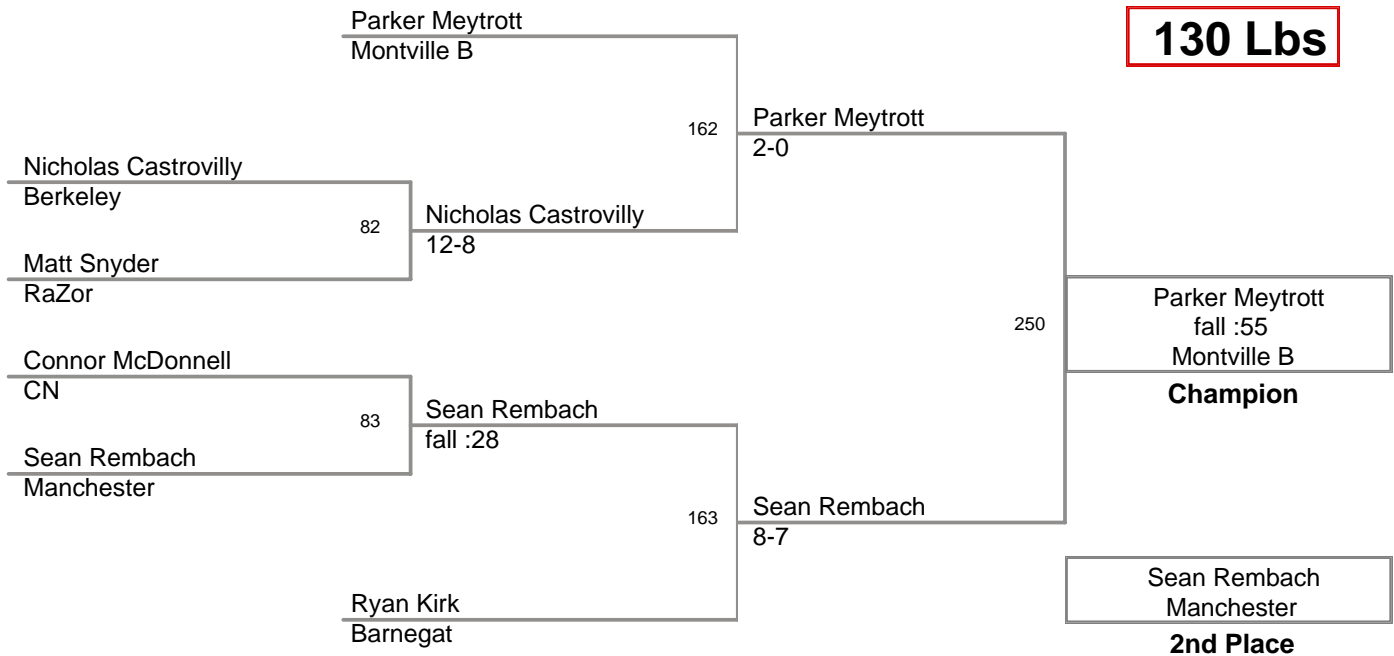 Parker Meytrott
Montville B
130 Lbs
162
Parker Meytrott
2-0
Nicholas Castrovilly
Berkeley
82
Nicholas Castrovilly
12-8
Matt Snyder
RaZor
250
Parker Meytrott
fall :55
Montville B
Champion
Connor McDonnell
CN
83
Sean Rembach
fall :28
Sean Rembach
Manchester
163
Sean Rembach
8-7
Ryan Kirk
Barnegat
Sean Rembach
Manchester
2nd Place